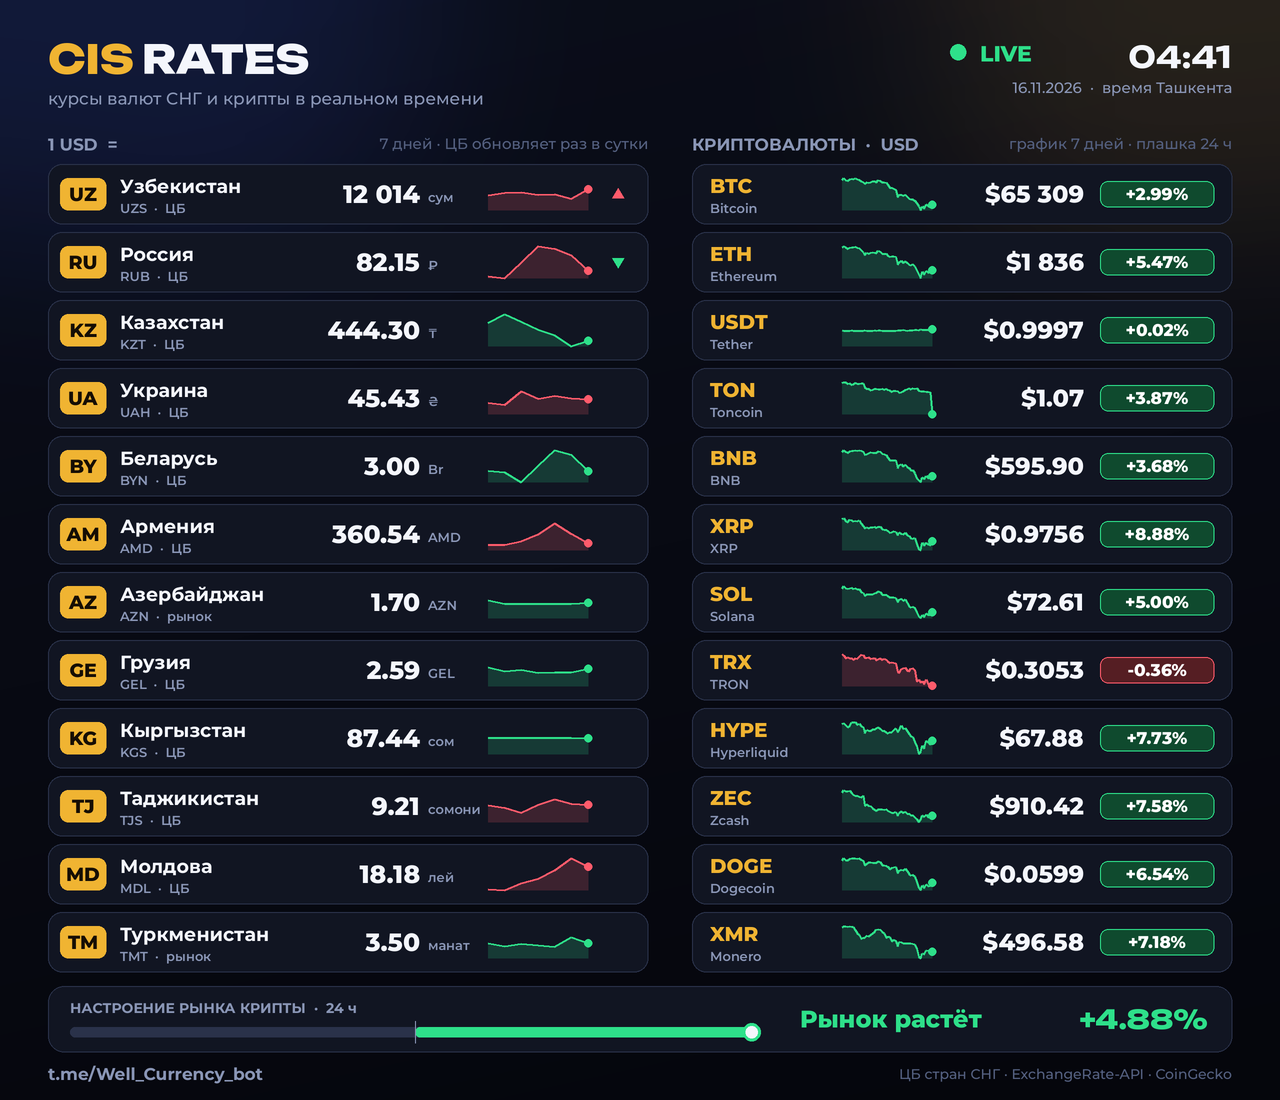 CIS RATES
LIVE
04:41
курсы валют СНГ и крипты в реальном времени
16.11.2026 · время Ташкента
1 USD =
7 дней · ЦБ обновляет раз в сутки
UZ Узбекистан 12 014 сум
UZS · ЦБ
RU Россия 82.15 ₽
RUB · ЦБ
KZ Казахстан 444.30 ₸
KZT · ЦБ
UA Украина 45.43 ₴
UAH · ЦБ
BY Беларусь 3.00 Br
BYN · ЦБ
AM Армения 360.54 AMD
AMD · ЦБ
AZ Азербайджан 1.70 AZN
AZN · рынок
GE Грузия 2.59 GEL
GEL · ЦБ
KG Кыргызстан 87.44 сом
KGS · ЦБ
TJ Таджикистан 9.21 сомони
TJS · ЦБ
MD Молдова 18.18 лей
MDL · ЦБ
TM Туркменистан 3.50 манат
TMT · рынок
КРИПТОВАЛЮТЫ · USD
график 7 дней · плашка 24 ч
BTC $65 309 +2.99%
Bitcoin
ETH $1 836 +5.47%
Ethereum
USDT $0.9997 +0.02%
Tether
TON $1.07 +3.87%
Toncoin
BNB $595.90 +3.68%
BNB
XRP $0.9756 +8.88%
XRP
SOL $72.61 +5.00%
Solana
TRX $0.3053 -0.36%
TRON
HYPE $67.88 +7.73%
Hyperliquid
ZEC $910.42 +7.58%
Zcash
DOGE $0.0599 +6.54%
Dogecoin
XMR $496.58 +7.18%
Monero
НАСТРОЕНИЕ РЫНКА КРИПТЫ · 24 ч
Рынок растёт
+4.88%
t.me/Well_Currency_bot
ЦБ стран СНГ · ExchangeRate-API · CoinGecko